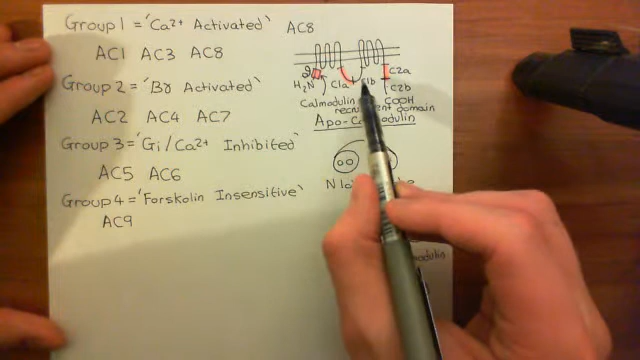 Group 1 = 'Ca²⁺ Activated'
AC1 AC3 AC8
Group 2 = 'βγ Activated'
AC2 AC4 AC7
Group 3 = 'Gi/Ca²⁺ Inhibited'
AC5 AC6
Group 4 = 'Forskolin Insensitive'
AC9
AC8
H₂N C1a C1b C2a
C2b
COOH
Calmodulin
domain
Apo-Calmodulin
N